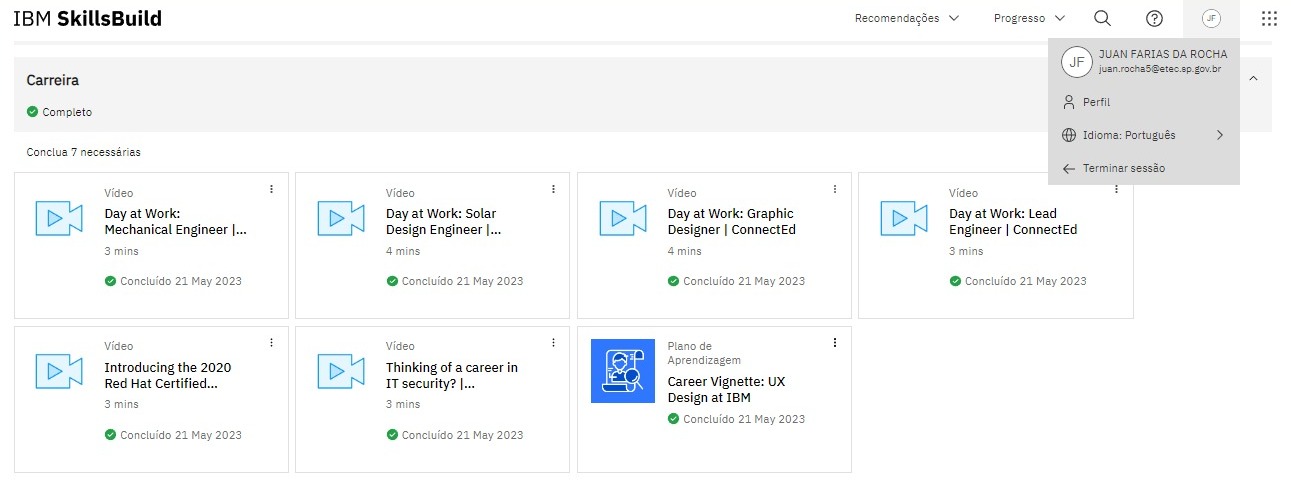 IBM SkillsBuild
Recomendações
Progresso
JF
JF
JUAN FARIAS DA ROCHA
juan.rocha5@etec.sp.gov.br
Perfil
Idioma: Português
Terminar sessão
Carreira
Completo
Conclua 7 necessárias
Vídeo
Day at Work:
Mechanical Engineer |...
3 mins
Concluído 21 May 2023
Vídeo
Day at Work: Solar
Design Engineer |...
4 mins
Concluído 21 May 2023
Vídeo
Day at Work: Graphic
Designer | ConnectEd
4 mins
Concluído 21 May 2023
Vídeo
Day at Work: Lead
Engineer | ConnectEd
3 mins
Concluído 21 May 2023
Vídeo
Introducing the 2020
Red Hat Certified...
3 mins
Concluído 21 May 2023
Vídeo
Thinking of a career in
IT security? |...
3 mins
Concluído 21 May 2023
Plano de
Aprendizagem
Career Vignette: UX
Design at IBM
Concluído 21 May 2023